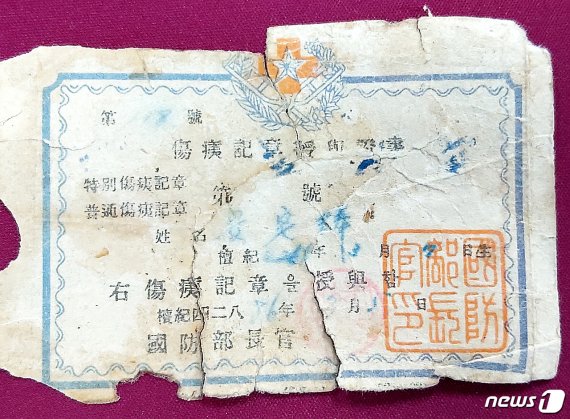 第 號
傷痍記章授與證書
特別傷痍記章
普通傷痍記章
第 號
姓名
檀紀 年 月 日生
右傷痍記章을授與함
檀紀四二八 年 月 日
國防部長官
國防部長官印
news1